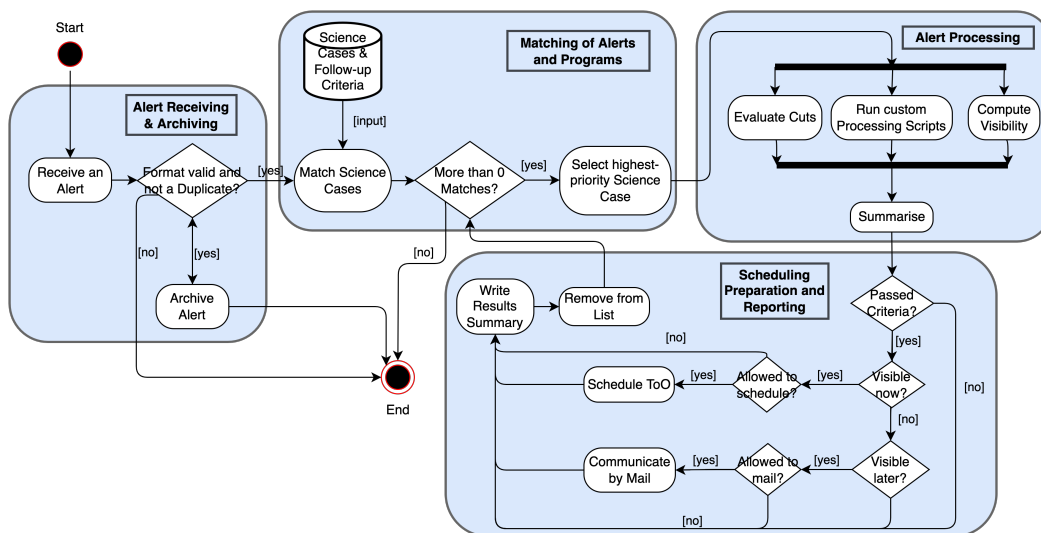 Start
Alert Receiving
& Archiving
Receive an
Alert
Format valid and
not a Duplicate?
[yes]
[no]
[yes]
Archive
Alert
End
Science
Cases &
Follow-up
Criteria
[input]
Matching of Alerts
and Programs
Match Science
Cases
More than 0
Matches?
[yes]
[no]
Select highest-
priority Science
Case
Alert Processing
Evaluate Cuts
Run custom
Processing Scripts
Compute
Visibility
Summarise
Scheduling
Preparation and
Reporting
Write
Results
Summary
Remove from
List
Passed
Criteria?
[yes]
[no]
[no]
Schedule ToO
[yes]
Allowed to
schedule?
[yes]
Visible
now?
[no]
Communicate
by Mail
[yes]
Allowed to
mail?
[yes]
Visible
later?
[no]